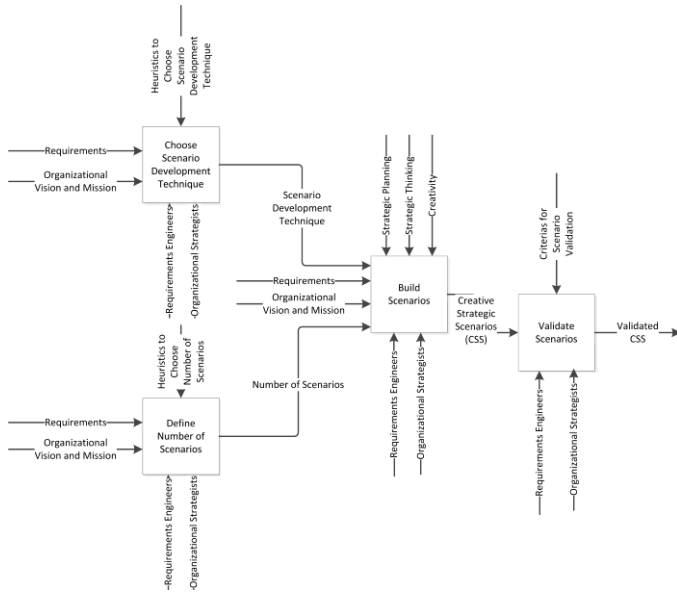 Heuristics to
Choose
Scenario
Development
Technique
Requirements
Organizational
Vision and Mission
Choose
Scenario
Development
Technique
Requirements Engineers
Organizational Strategists
Scenario
Development
Technique
Strategic Planning
Strategic Thinking
Creativity
Requirements
Organizational
Vision and Mission
Build
Scenarios
Requirements Engineers
Organizational Strategists
Creative
Strategic
Scenarios
(CSS)
Criterias for
Scenario
Validation
Validate
Scenarios
Requirements Engineers
Organizational Strategists
Validated
CSS
Heuristics to
Choose
Number of
Scenarios
Requirements
Organizational
Vision and Mission
Define
Number of
Scenarios
Number of Scenarios
Requirements Engineers
Organizational Strategists